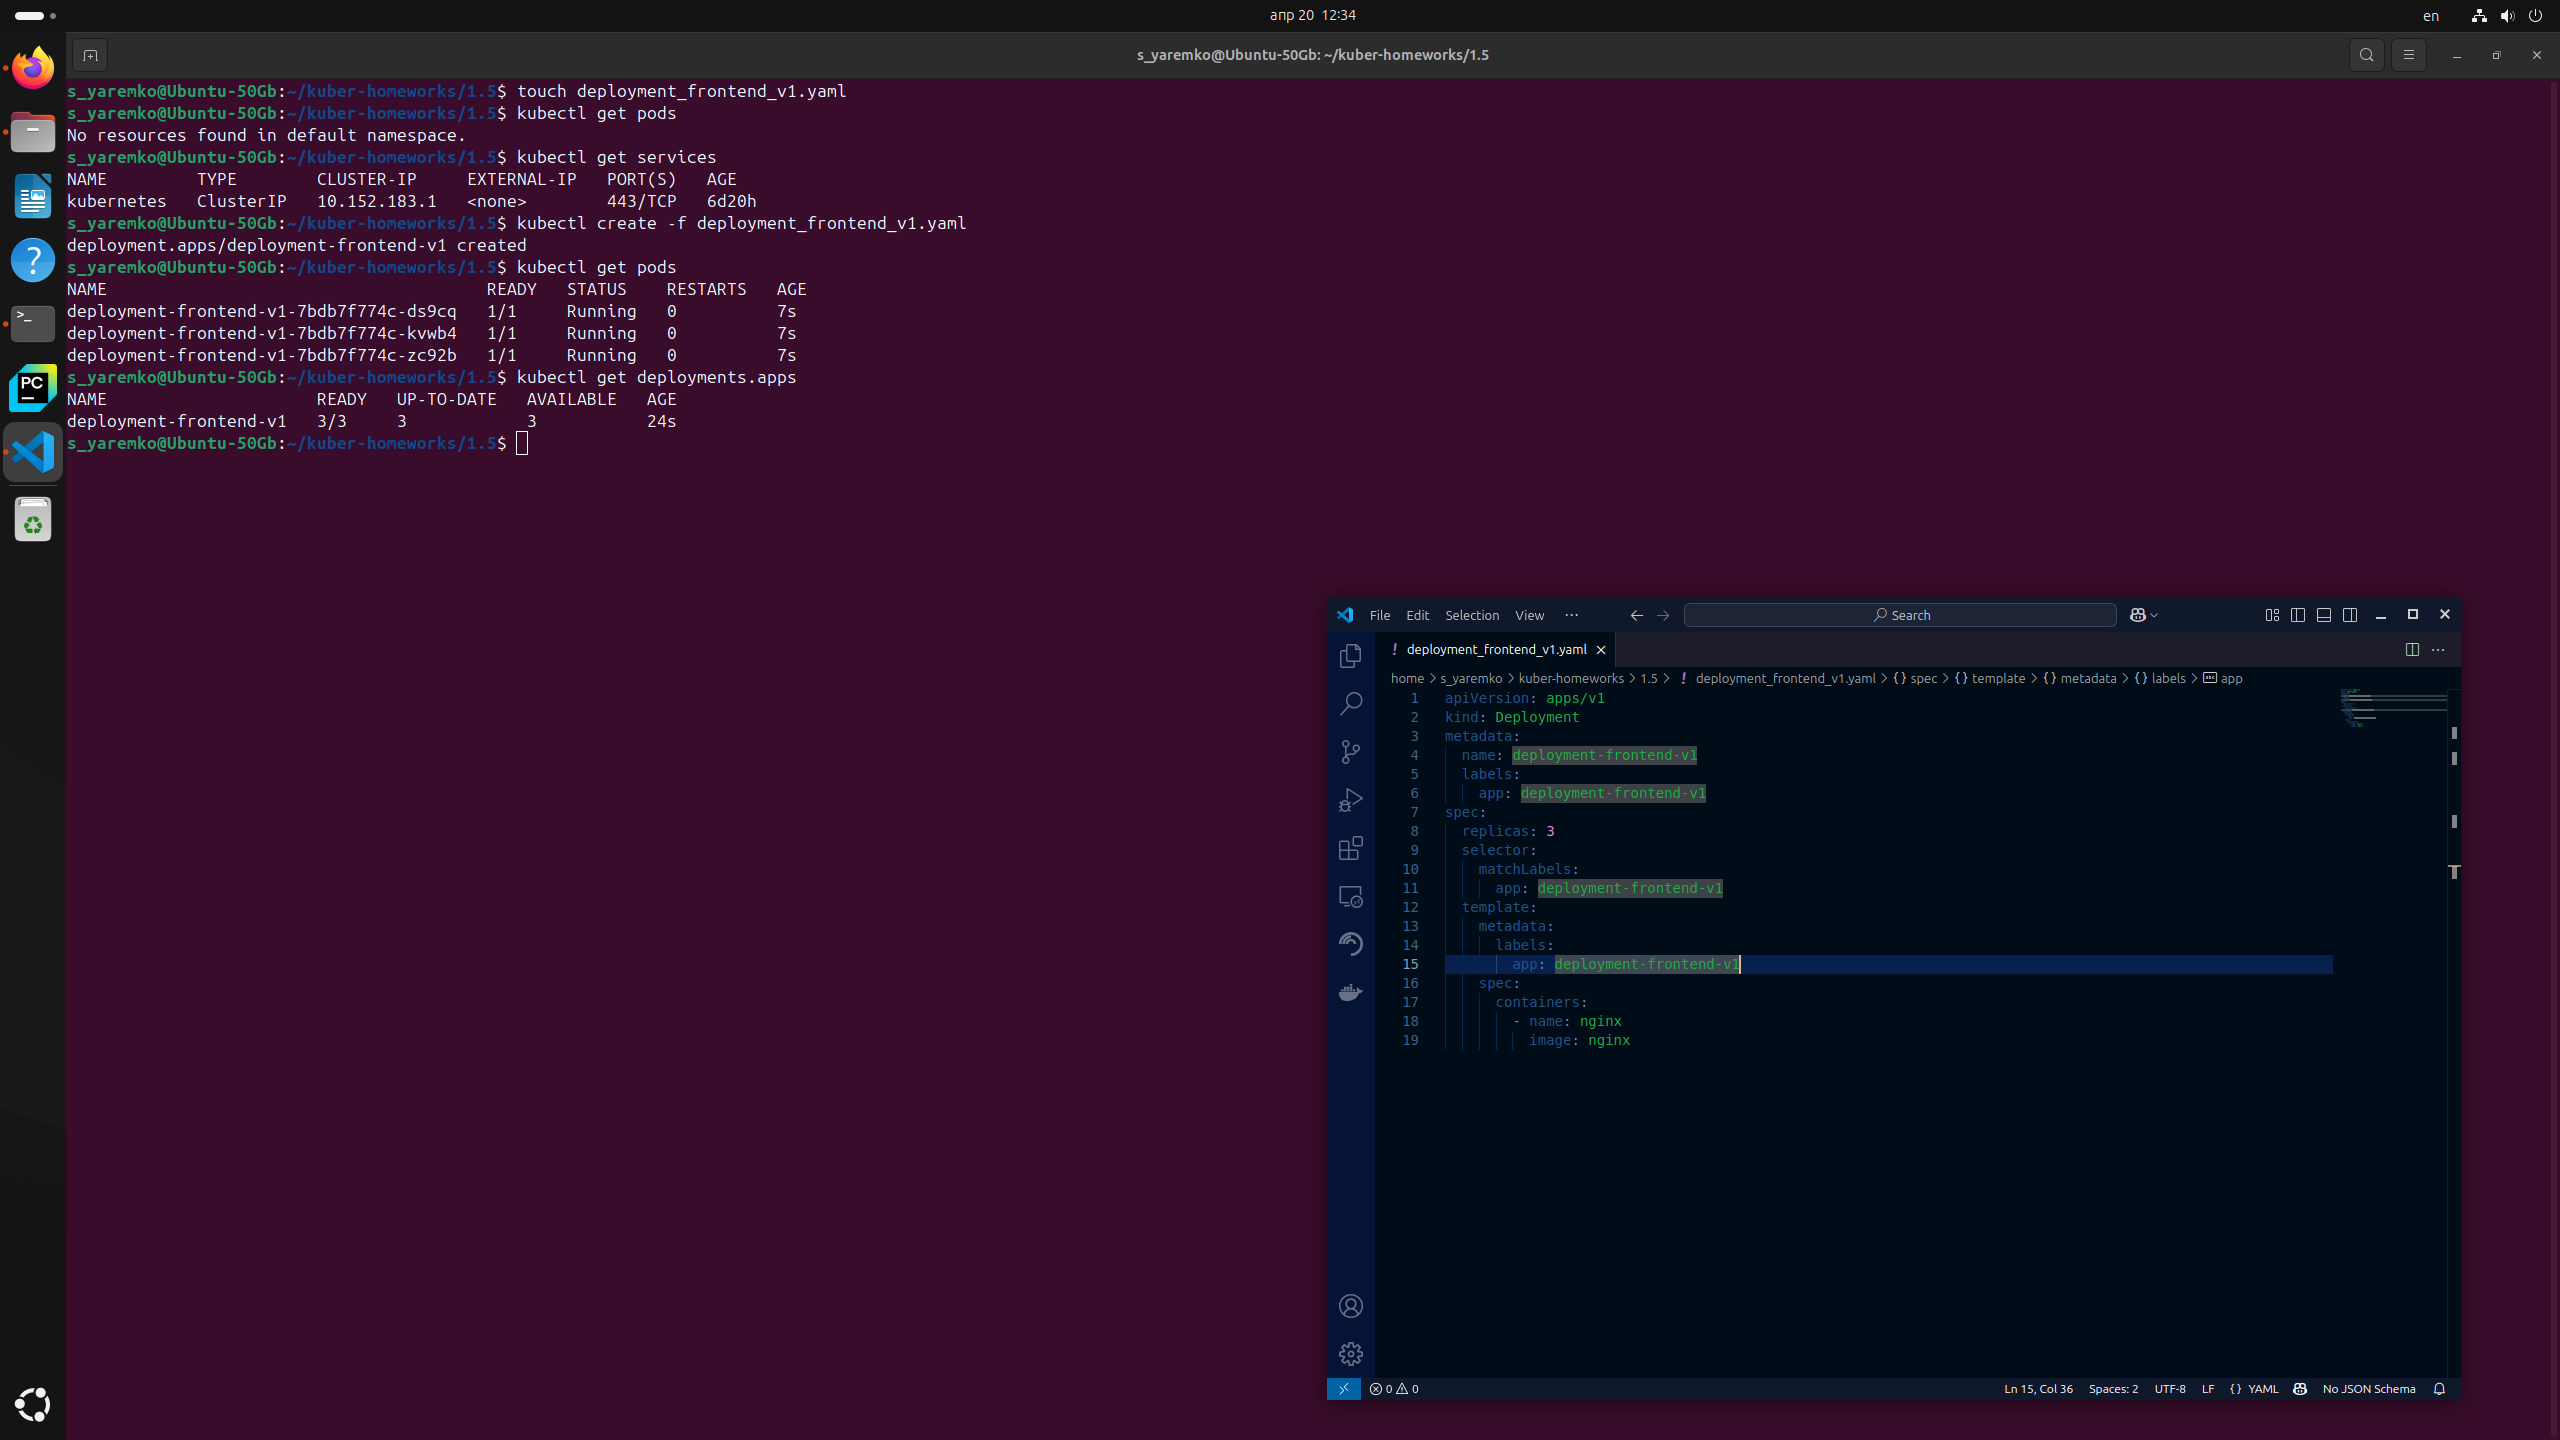 апр 20 12:34
en
s_yaremko@Ubuntu-50Gb: ~/kuber-homeworks/1.5
s_yaremko@Ubuntu-50Gb:~/kuber-homeworks/1.5$ touch deployment_frontend_v1.yaml
s_yaremko@Ubuntu-50Gb:~/kuber-homeworks/1.5$ kubectl get pods
No resources found in default namespace.
s_yaremko@Ubuntu-50Gb:~/kuber-homeworks/1.5$ kubectl get services
NAME         TYPE        CLUSTER-IP     EXTERNAL-IP   PORT(S)   AGE
kubernetes   ClusterIP   10.152.183.1   <none>        443/TCP   6d20h
s_yaremko@Ubuntu-50Gb:~/kuber-homeworks/1.5$ kubectl create -f deployment_frontend_v1.yaml
deployment.apps/deployment-frontend-v1 created
s_yaremko@Ubuntu-50Gb:~/kuber-homeworks/1.5$ kubectl get pods
NAME                                      READY   STATUS    RESTARTS   AGE
deployment-frontend-v1-7bdb7f774c-ds9cq   1/1     Running   0          7s
deployment-frontend-v1-7bdb7f774c-kvwb4   1/1     Running   0          7s
deployment-frontend-v1-7bdb7f774c-zc92b   1/1     Running   0          7s
s_yaremko@Ubuntu-50Gb:~/kuber-homeworks/1.5$ kubectl get deployments.apps
NAME                     READY   UP-TO-DATE   AVAILABLE   AGE
deployment-frontend-v1   3/3     3            3           24s
s_yaremko@Ubuntu-50Gb:~/kuber-homeworks/1.5$
>_
PC
File Edit Selection View ··· Search
! deployment_frontend_v1.yaml
home > s_yaremko > kuber-homeworks > 1.5 > ! deployment_frontend_v1.yaml > {} spec > {} template > {} metadata > {} labels > abc app
1 apiVersion: apps/v1
2 kind: Deployment
3 metadata:
4   name: deployment-frontend-v1
5   labels:
6     app: deployment-frontend-v1
7 spec:
8   replicas: 3
9   selector:
10     matchLabels:
11       app: deployment-frontend-v1
12   template:
13     metadata:
14       labels:
15         app: deployment-frontend-v1
16     spec:
17       containers:
18         - name: nginx
19           image: nginx
0 0 Ln 15, Col 36 Spaces: 2 UTF-8 LF {} YAML No JSON Schema